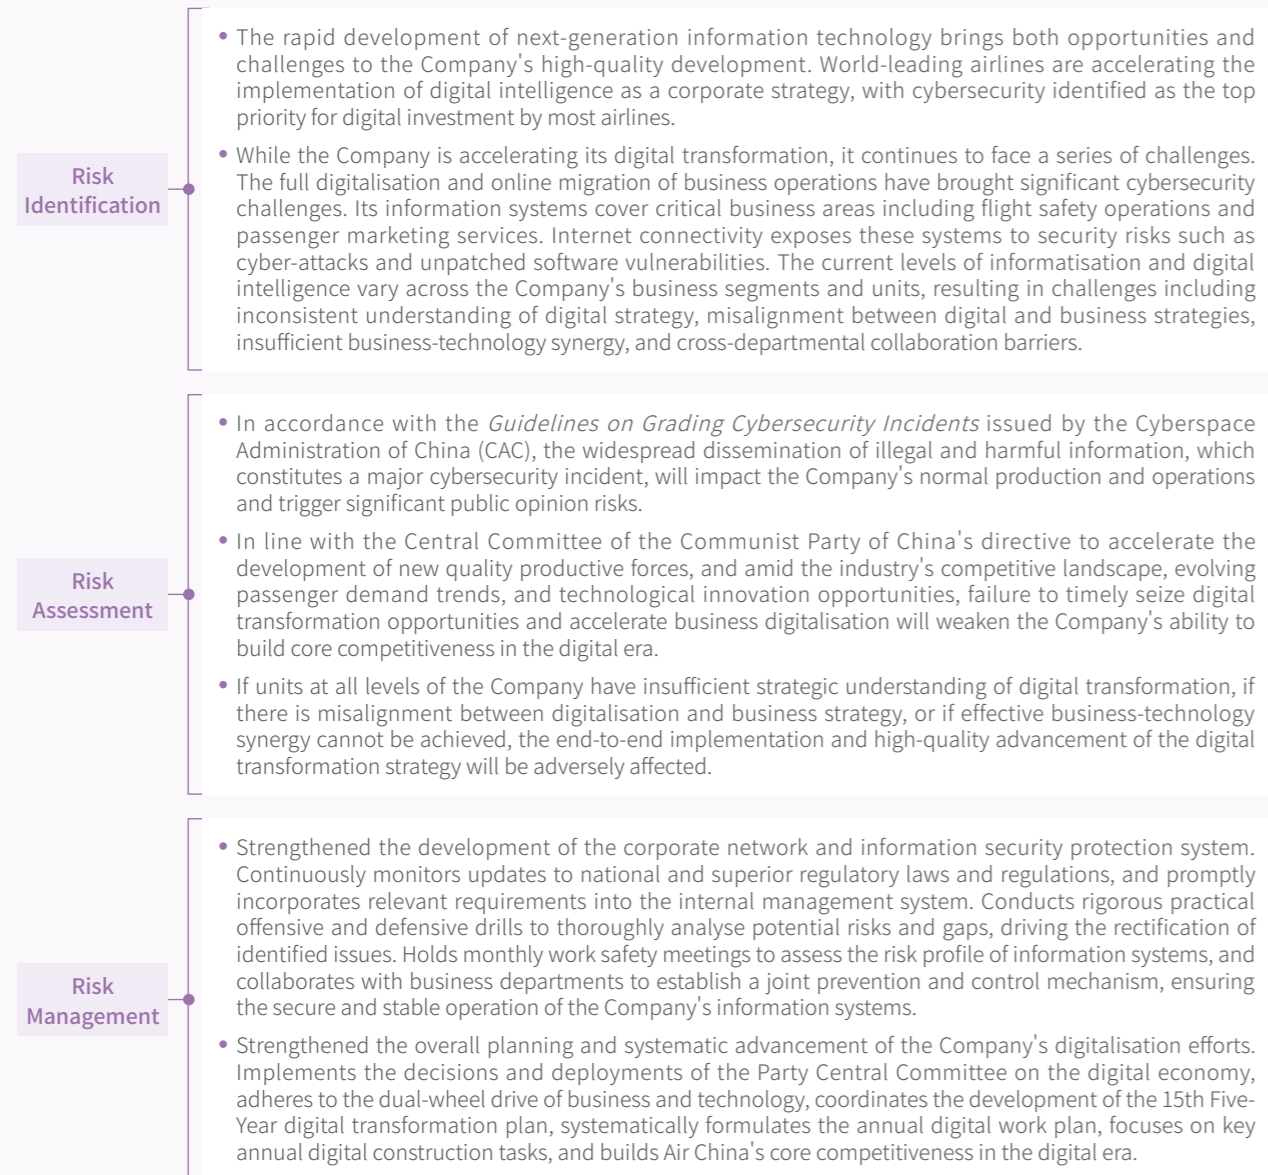 Risk
Identification
• The rapid development of next-generation information technology brings both opportunities and
challenges to the Company's high-quality development. World-leading airlines are accelerating the
implementation of digital intelligence as a corporate strategy, with cybersecurity identified as the top
priority for digital investment by most airlines.
• While the Company is accelerating its digital transformation, it continues to face a series of challenges.
The full digitalisation and online migration of business operations have brought significant cybersecurity
challenges. Its information systems cover critical business areas including flight safety operations and
passenger marketing services. Internet connectivity exposes these systems to security risks such as
cyber-attacks and unpatched software vulnerabilities. The current levels of informatisation and digital
intelligence vary across the Company's business segments and units, resulting in challenges including
inconsistent understanding of digital strategy, misalignment between digital and business strategies,
insufficient business-technology synergy, and cross-departmental collaboration barriers.
Risk
Assessment
• In accordance with the Guidelines on Grading Cybersecurity Incidents issued by the Cyberspace
Administration of China (CAC), the widespread dissemination of illegal and harmful information, which
constitutes a major cybersecurity incident, will impact the Company's normal production and operations
and trigger significant public opinion risks.
• In line with the Central Committee of the Communist Party of China's directive to accelerate the
development of new quality productive forces, and amid the industry's competitive landscape, evolving
passenger demand trends, and technological innovation opportunities, failure to timely seize digital
transformation opportunities and accelerate business digitalisation will weaken the Company's ability to
build core competitiveness in the digital era.
• If units at all levels of the Company have insufficient strategic understanding of digital transformation, if
there is misalignment between digitalisation and business strategy, or if effective business-technology
synergy cannot be achieved, the end-to-end implementation and high-quality advancement of the digital
transformation strategy will be adversely affected.
Risk
Management
• Strengthened the development of the corporate network and information security protection system.
Continuously monitors updates to national and superior regulatory laws and regulations, and promptly
incorporates relevant requirements into the internal management system. Conducts rigorous practical
offensive and defensive drills to thoroughly analyse potential risks and gaps, driving the rectification of
identified issues. Holds monthly work safety meetings to assess the risk profile of information systems, and
collaborates with business departments to establish a joint prevention and control mechanism, ensuring
the secure and stable operation of the Company's information systems.
• Strengthened the overall planning and systematic advancement of the Company's digitalisation efforts.
Implements the decisions and deployments of the Party Central Committee on the digital economy,
adheres to the dual-wheel drive of business and technology, coordinates the development of the 15th Five-
Year digital transformation plan, systematically formulates the annual digital work plan, focuses on key
annual digital construction tasks, and builds Air China's core competitiveness in the digital era.